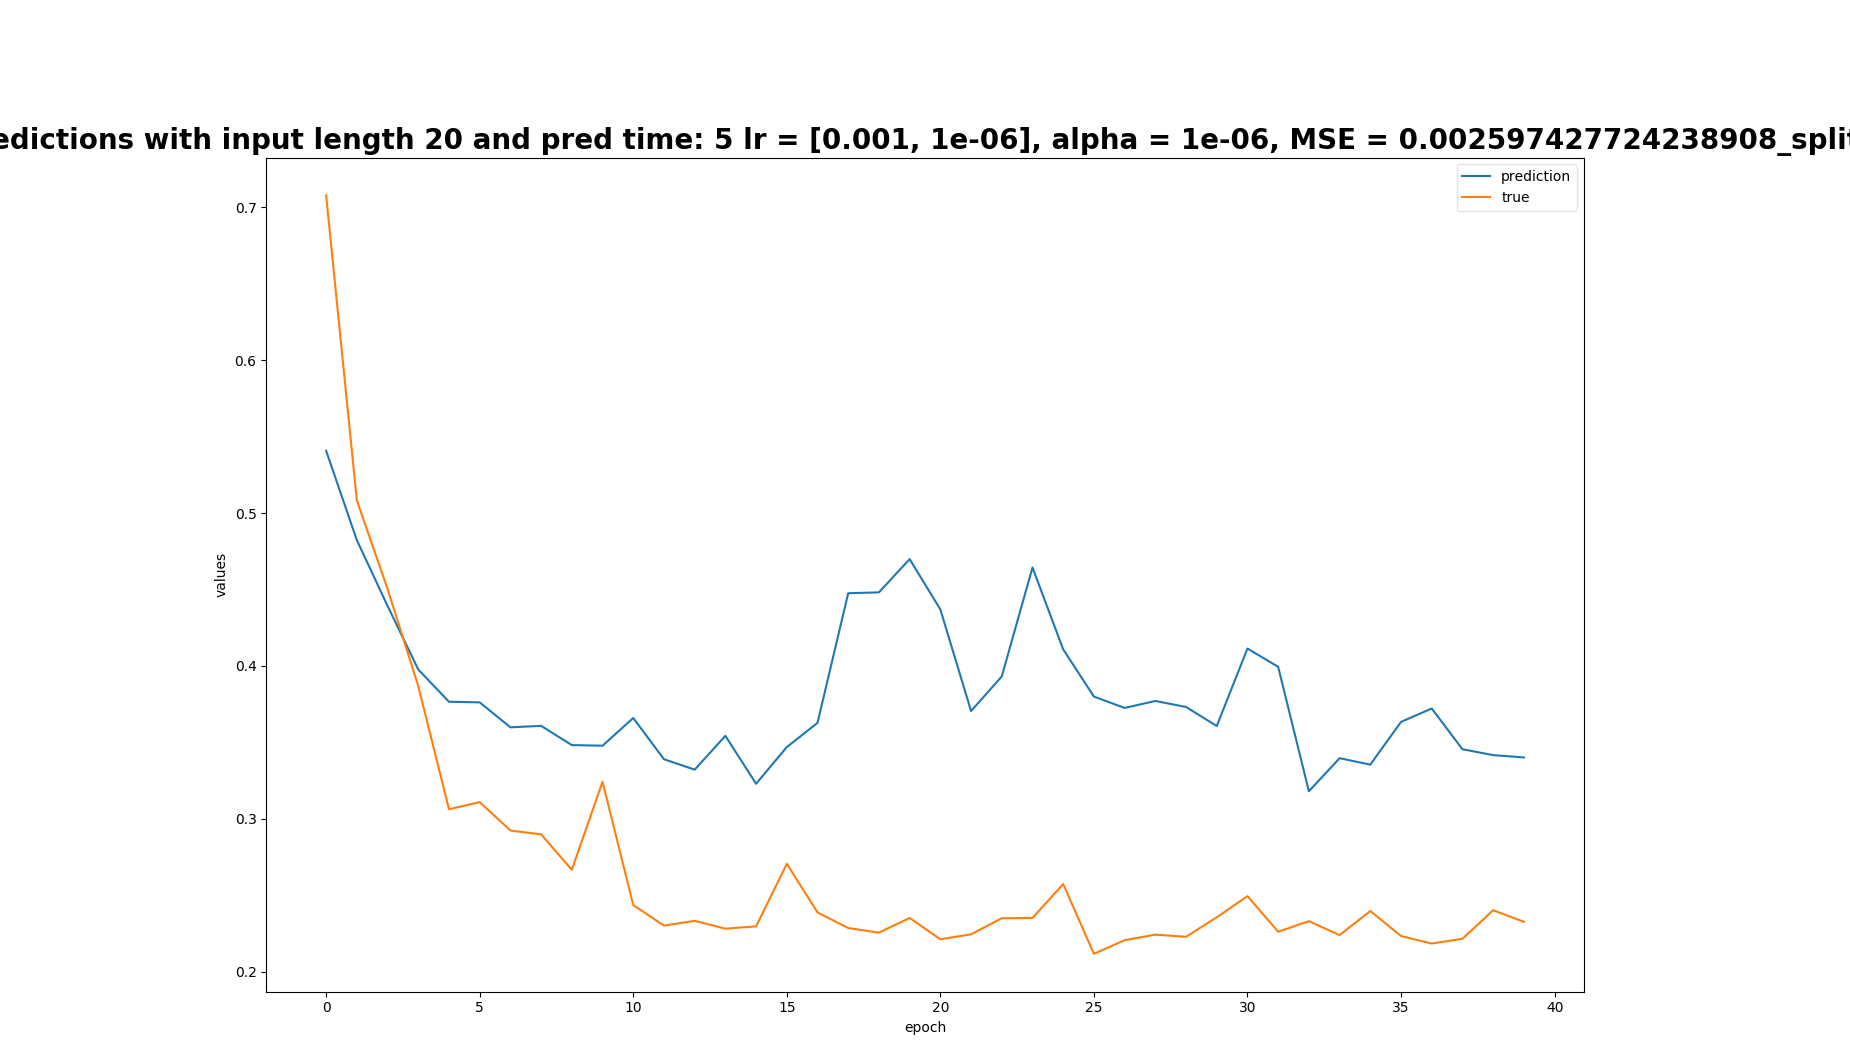 edictions with input length 20 and pred time: 5 lr = [0.001, 1e-06], alpha = 1e-06, MSE = 0.002597427724238908_split
prediction
true
0.7
0.6
0.5
0.4
0.3
0.2
values
0 5 10 15 20 25 30 35 40
epoch